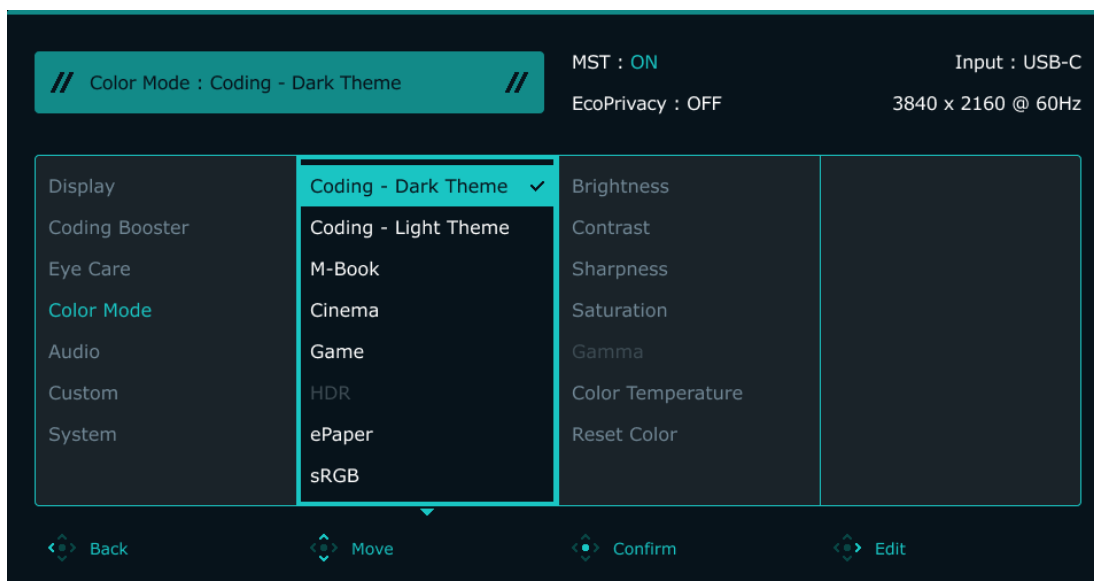 // Color Mode : Coding - Dark Theme //
MST : ON
Input : USB-C
EcoPrivacy : OFF
3840 x 2160 @ 60Hz
Display
Coding Booster
Eye Care
Color Mode
Audio
Custom
System
Coding - Dark Theme
Coding - Light Theme
M-Book
Cinema
Game
HDR
ePaper
sRGB
Brightness
Contrast
Sharpness
Saturation
Gamma
Color Temperature
Reset Color
Back
Move
Confirm
Edit